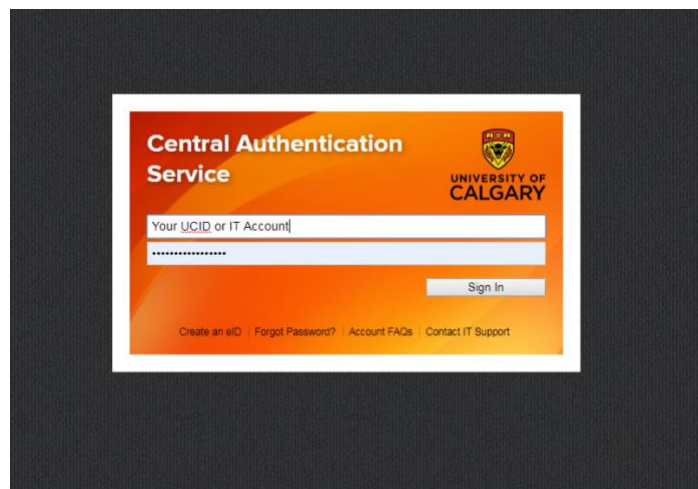 Central Authentication
Service
UNIVERSITY OF
CALGARY
Your UCID or IT Account
•••••••••••••••••
Sign In
Create an eID | Forgot Password? | Account FAQs | Contact IT Support